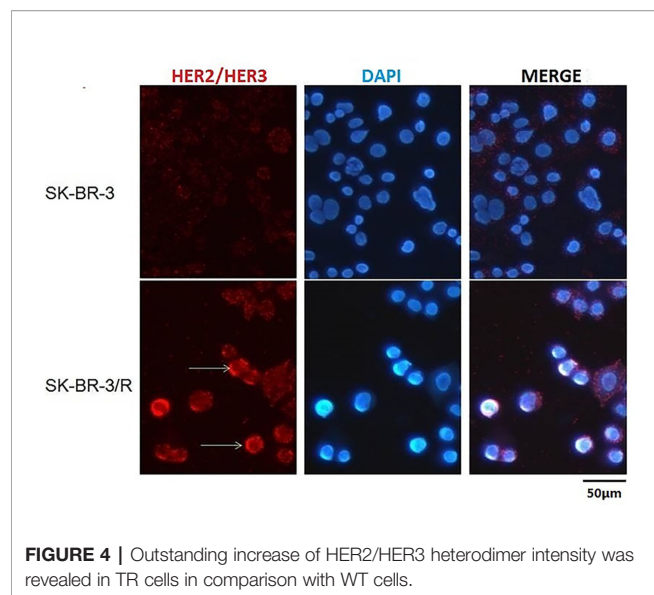 HER2/HER3 DAPI MERGE
SK-BR-3
SK-BR-3/R
50µm
FIGURE 4 | Outstanding increase of HER2/HER3 heterodimer intensity was
revealed in TR cells in comparison with WT cells.